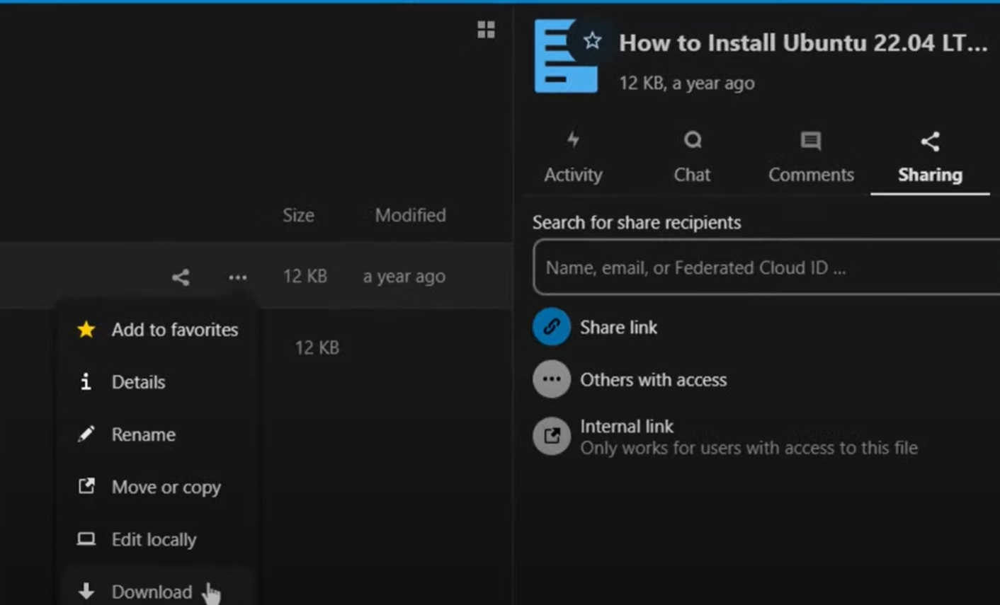 How to Install Ubuntu 22.04 LT...
12 KB, a year ago
Activity
Chat
Comments
Sharing
Size
Modified
Search for share recipients
Name, email, or Federated Cloud ID ...
12 KB
a year ago
Add to favorites
Share link
12 KB
Details
Others with access
Rename
Internal link
Only works for users with access to this file
Move or copy
Edit locally
Download